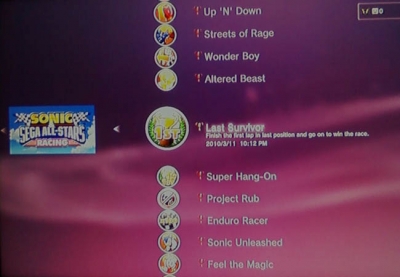 Up 'N' Down
Streets of Rage
Wonder Boy
Altered Beast
SONIC
SEGA ALL-STARS
RACING
1ST
Last Survivor
Finish the first lap in last position and go on to win the race.
2010/3/11 10:12 PM
Super Hang-On
Project Rub
Enduro Racer
Sonic Unleashed
Feel the Magic